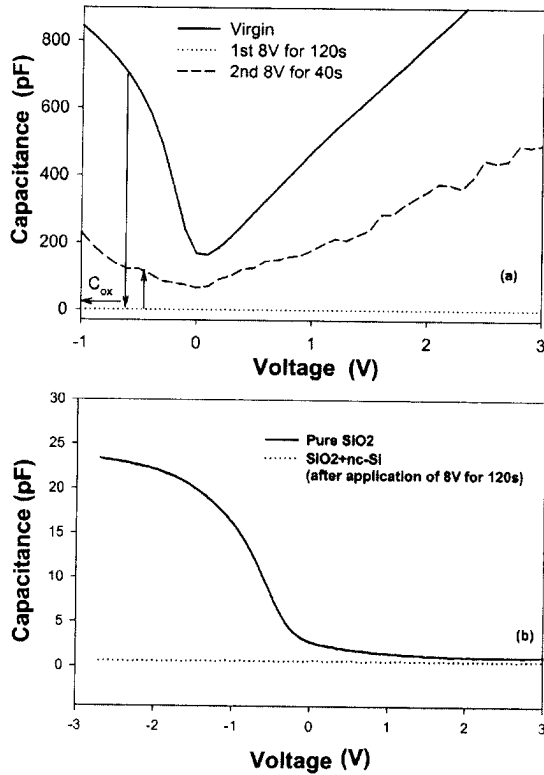 Virgin
1st 8V for 120s
2nd 8V for 40s
Capacitance (pF)
800
600
400
200
0
Cox
(a)
-1
0
1
2
3
Voltage (V)
Pure SiO2
SiO2+nc-Si
(after application of 8V for 120s)
Capacitance (pF)
30
25
20
15
10
5
0
(b)
-3
-2
-1
0
1
2
3
Voltage (V)